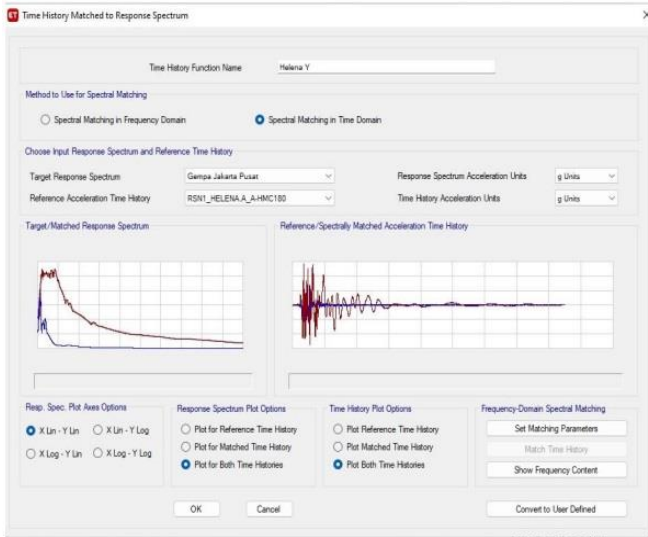 ET Time History Matched to Response Spectrum
Time History Function Name Helena Y
Method to Use for Spectral Matching
Spectral Matching in Frequency Domain Spectral Matching in Time Domain
Choose Input Response Spectrum and Reference Time History
Target Response Spectrum Gempa Jakarta Pusat Response Spectrum Acceleration Units g Units
Reference Acceleration Time History RSN1_HELENA.A_A-HMC180 Time History Acceleration Units g Units
Target/Matched Response Spectrum Reference/Spectrally Matched Acceleration Time History
Resp. Spec. Plot Axes Options
X Lin - Y Lin X Lin - Y Log
X Log - Y Lin X Log - Y Log
Response Spectrum Plot Options
Plot for Reference Time History
Plot for Matched Time History
Plot for Both Time Histories
Time History Plot Options
Plot Reference Time History
Plot Matched Time History
Plot Both Time Histories
Frequency-Domain Spectral Matching
Set Matching Parameters
Match Time History
Show Frequency Content
OK Cancel Convert to User Defined